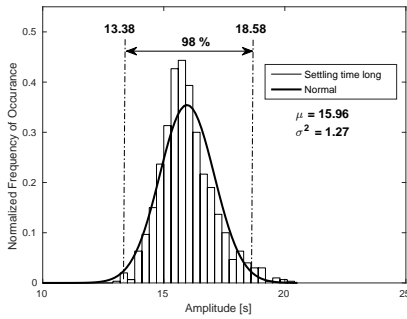 13.38
18.58
98 %
Settling time long
Normal
μ = 15.96
σ² = 1.27
Normalized Frequency of Occurance
0.5
0.4
0.3
0.2
0.1
0
10
15
20
25
Amplitude [s]